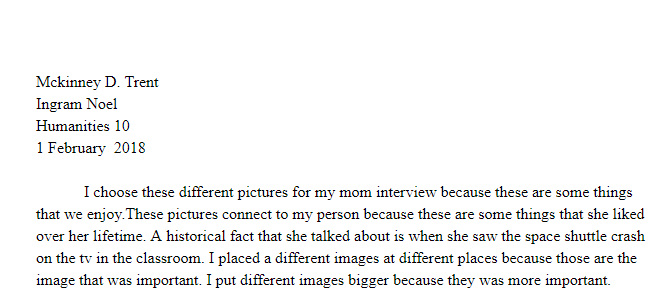 Mckinney D. Trent
Ingram Noel
Humanities 10
1 February  2018
I choose these different pictures for my mom interview because these are some things
that we enjoy.These pictures connect to my person because these are some things that she liked
over her lifetime. A historical fact that she talked about is when she saw the space shuttle crash
on the tv in the classroom. I placed a different images at different places because those are the
image that was important. I put different images bigger because they was more important.